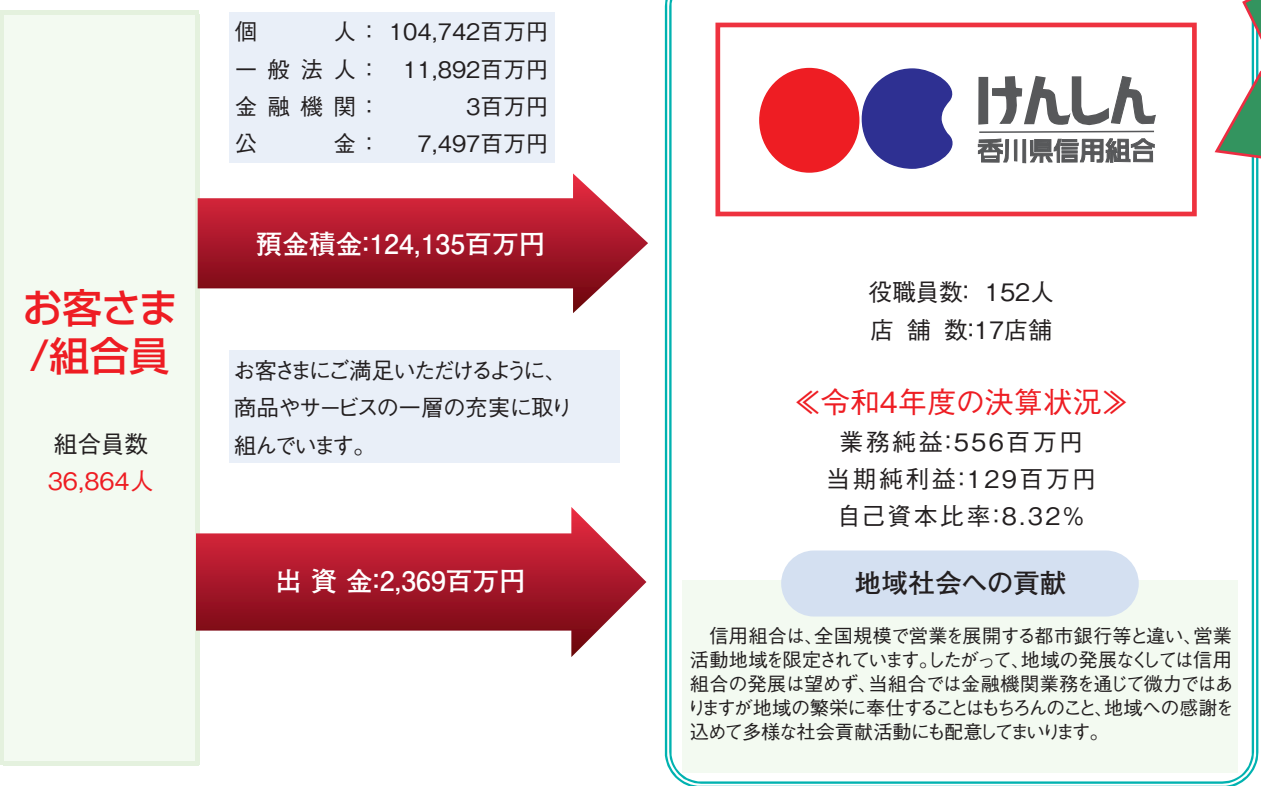 お客さま
/組合員
組合員数
36,864人
個人：104,742百万円
一般法人：11,892百万円
金融機関：3百万円
公金：7,497百万円
預金積金:124,135百万円
お客さまにご満足いただけるように、
商品やサービスの一層の充実に取り
組んでいます。
出資金:2,369百万円
けんしん
香川県信用組合
役職員数: 152人
店舗数:17店舗
≪令和4年度の決算状況≫
業務純益:556百万円
当期純利益:129百万円
自己資本比率:8.32%
地域社会への貢献
信用組合は、全国規模で営業を展開する都市銀行等と違い、営業
活動地域を限定されています。したがって、地域の発展なくしては信用
組合の発展は望めず、当組合では金融機関業務を通じて微力ではあ
りますが地域の繁栄に奉仕することはもちろんのこと、地域への感謝を
込めて多様な社会貢献活動にも配意してまいります。